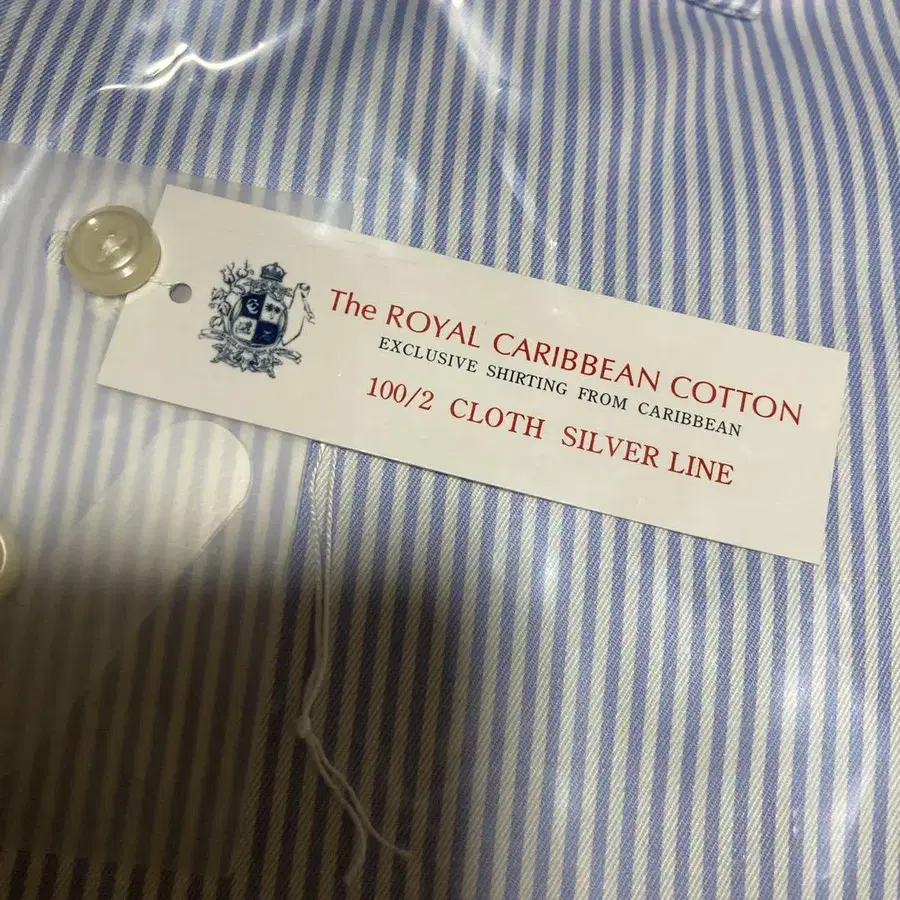 The ROYAL CARIBBEAN COTTON
EXCLUSIVE SHIRTING FROM CARIBBEAN
100/2 CLOTH SILVER LINE